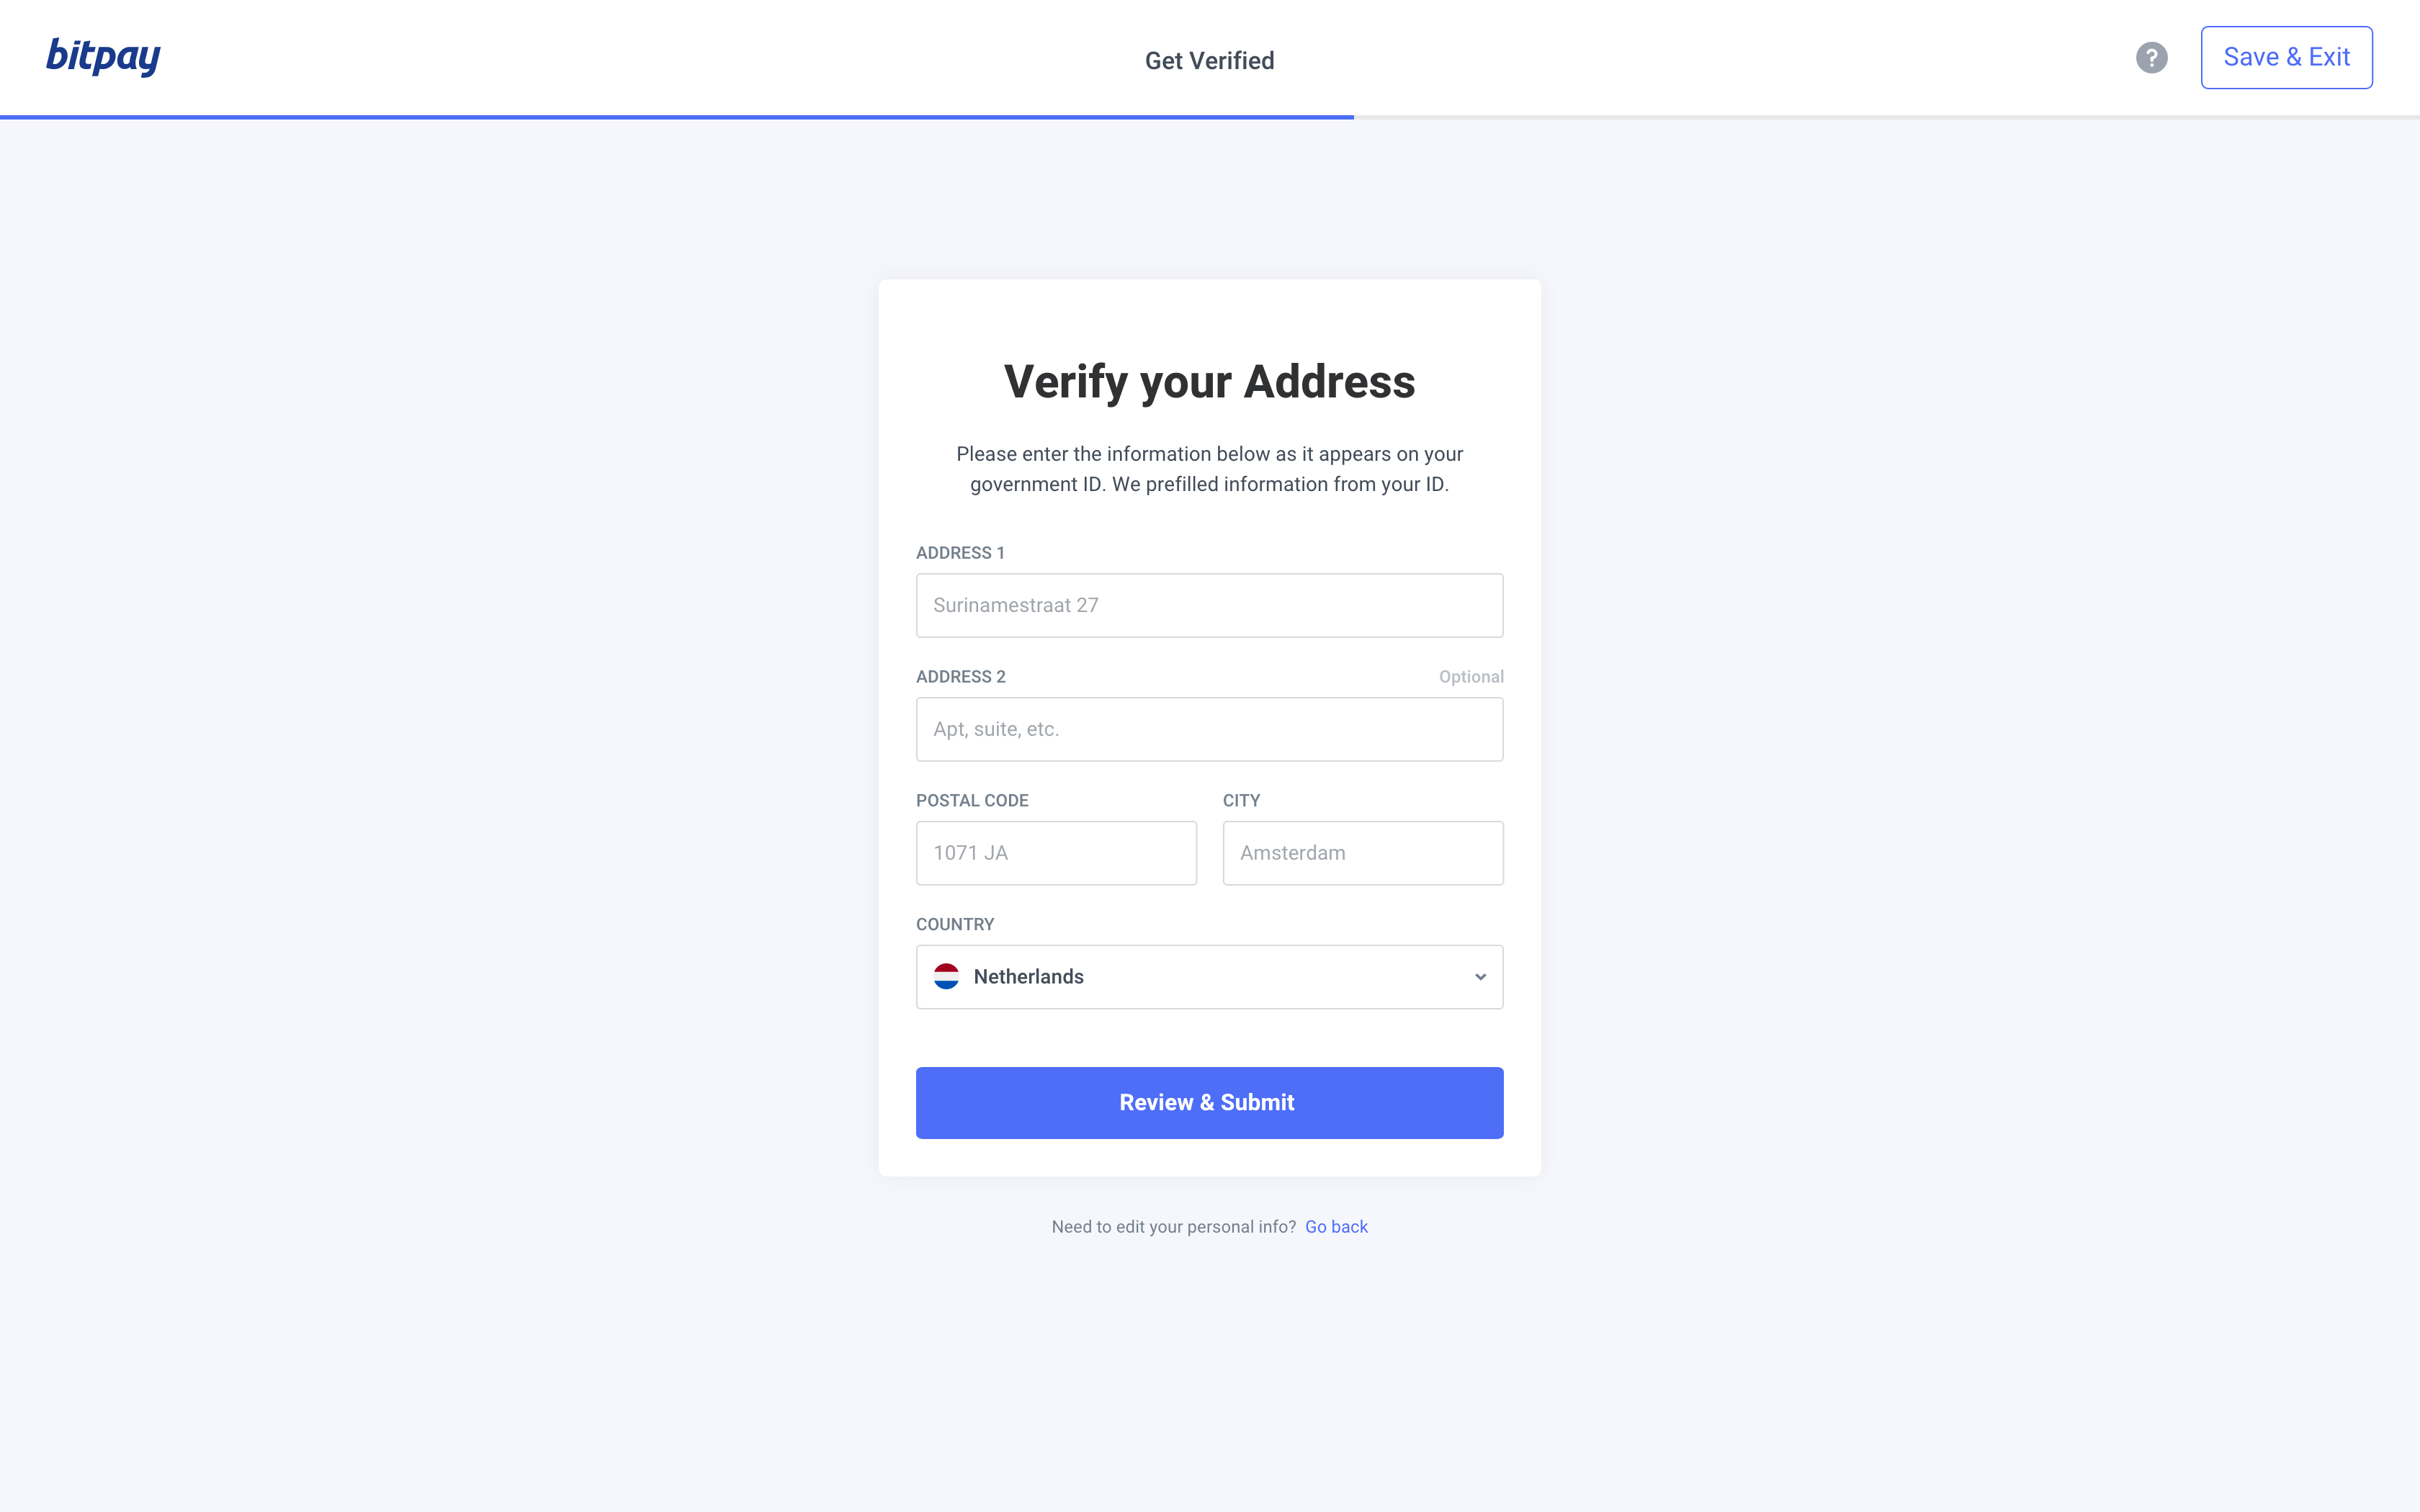 bitpay
Get Verified
?
Save & Exit
Verify your Address
Please enter the information below as it appears on your
government ID. We prefilled information from your ID.
ADDRESS 1
Surinamestraat 27
ADDRESS 2 Optional
Apt, suite, etc.
POSTAL CODE CITY
1071 JA Amsterdam
COUNTRY
Netherlands
Review & Submit
Need to edit your personal info? Go back